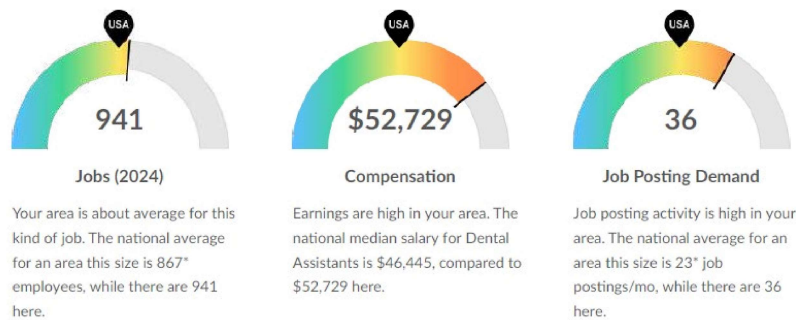 USA
941
Jobs (2024)
Your area is about average for this
kind of job. The national average
for an area this size is 867*
employees, while there are 941
here.
USA
$52,729
Compensation
Earnings are high in your area. The
national median salary for Dental
Assistants is $46,445, compared to
$52,729 here.
USA
36
Job Posting Demand
Job posting activity is high in your
area. The national average for an
area this size is 23* job
postings/mo, while there are 36
here.